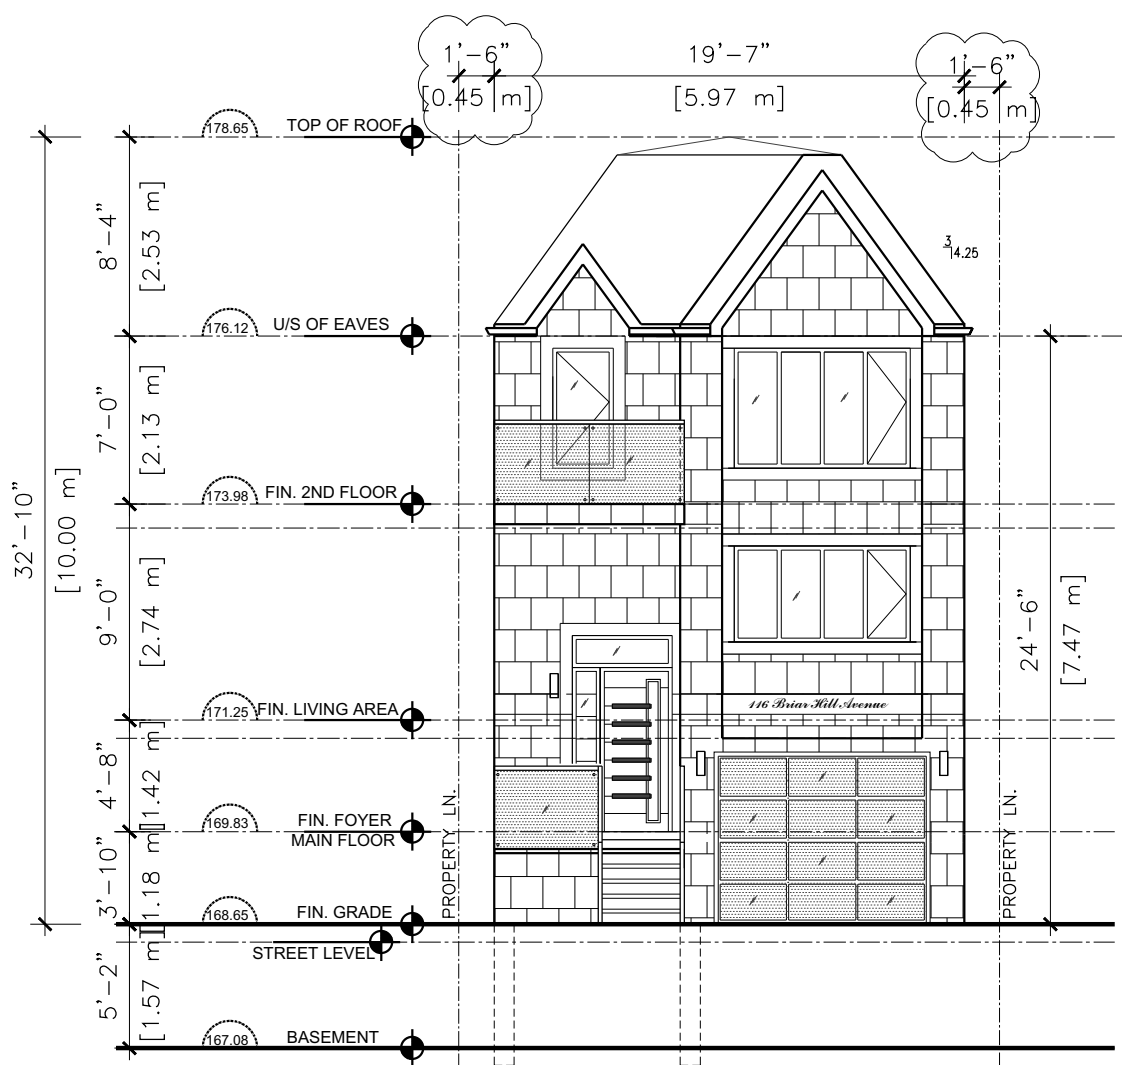 1'-6"
19'-7"
1'-6"
[0.45 m]
[5.97 m]
[0.45 m]
178.65
TOP OF ROOF
8'-4"
[2.53 m]
3
4.25
176.12
U/S OF EAVES
7'-0"
[2.13 m]
173.98
FIN. 2ND FLOOR
32'-10"
[10.00 m]
9'-0"
[2.74 m]
24'-6"
[7.47 m]
171.25
FIN. LIVING AREA
116 Briar Hill Avenue
4'-8"
[1.42 m]
169.83
FIN. FOYER
MAIN FLOOR
3'-10"
[1.18 m]
PROPERTY LN.
PROPERTY LN.
168.65
FIN. GRADE
STREET LEVEL
5'-2"
[1.57 m]
167.08
BASEMENT